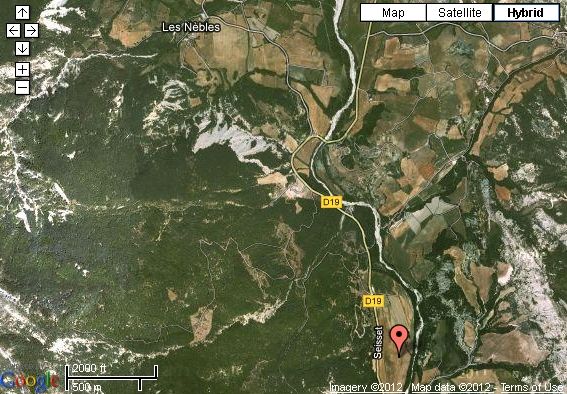 Map Satellite Hybrid
Les Nèbles
D19
D19
Seisset
2000 ft
500 m
Google
Imagery ©2012, Map data ©2012 - Terms of Use